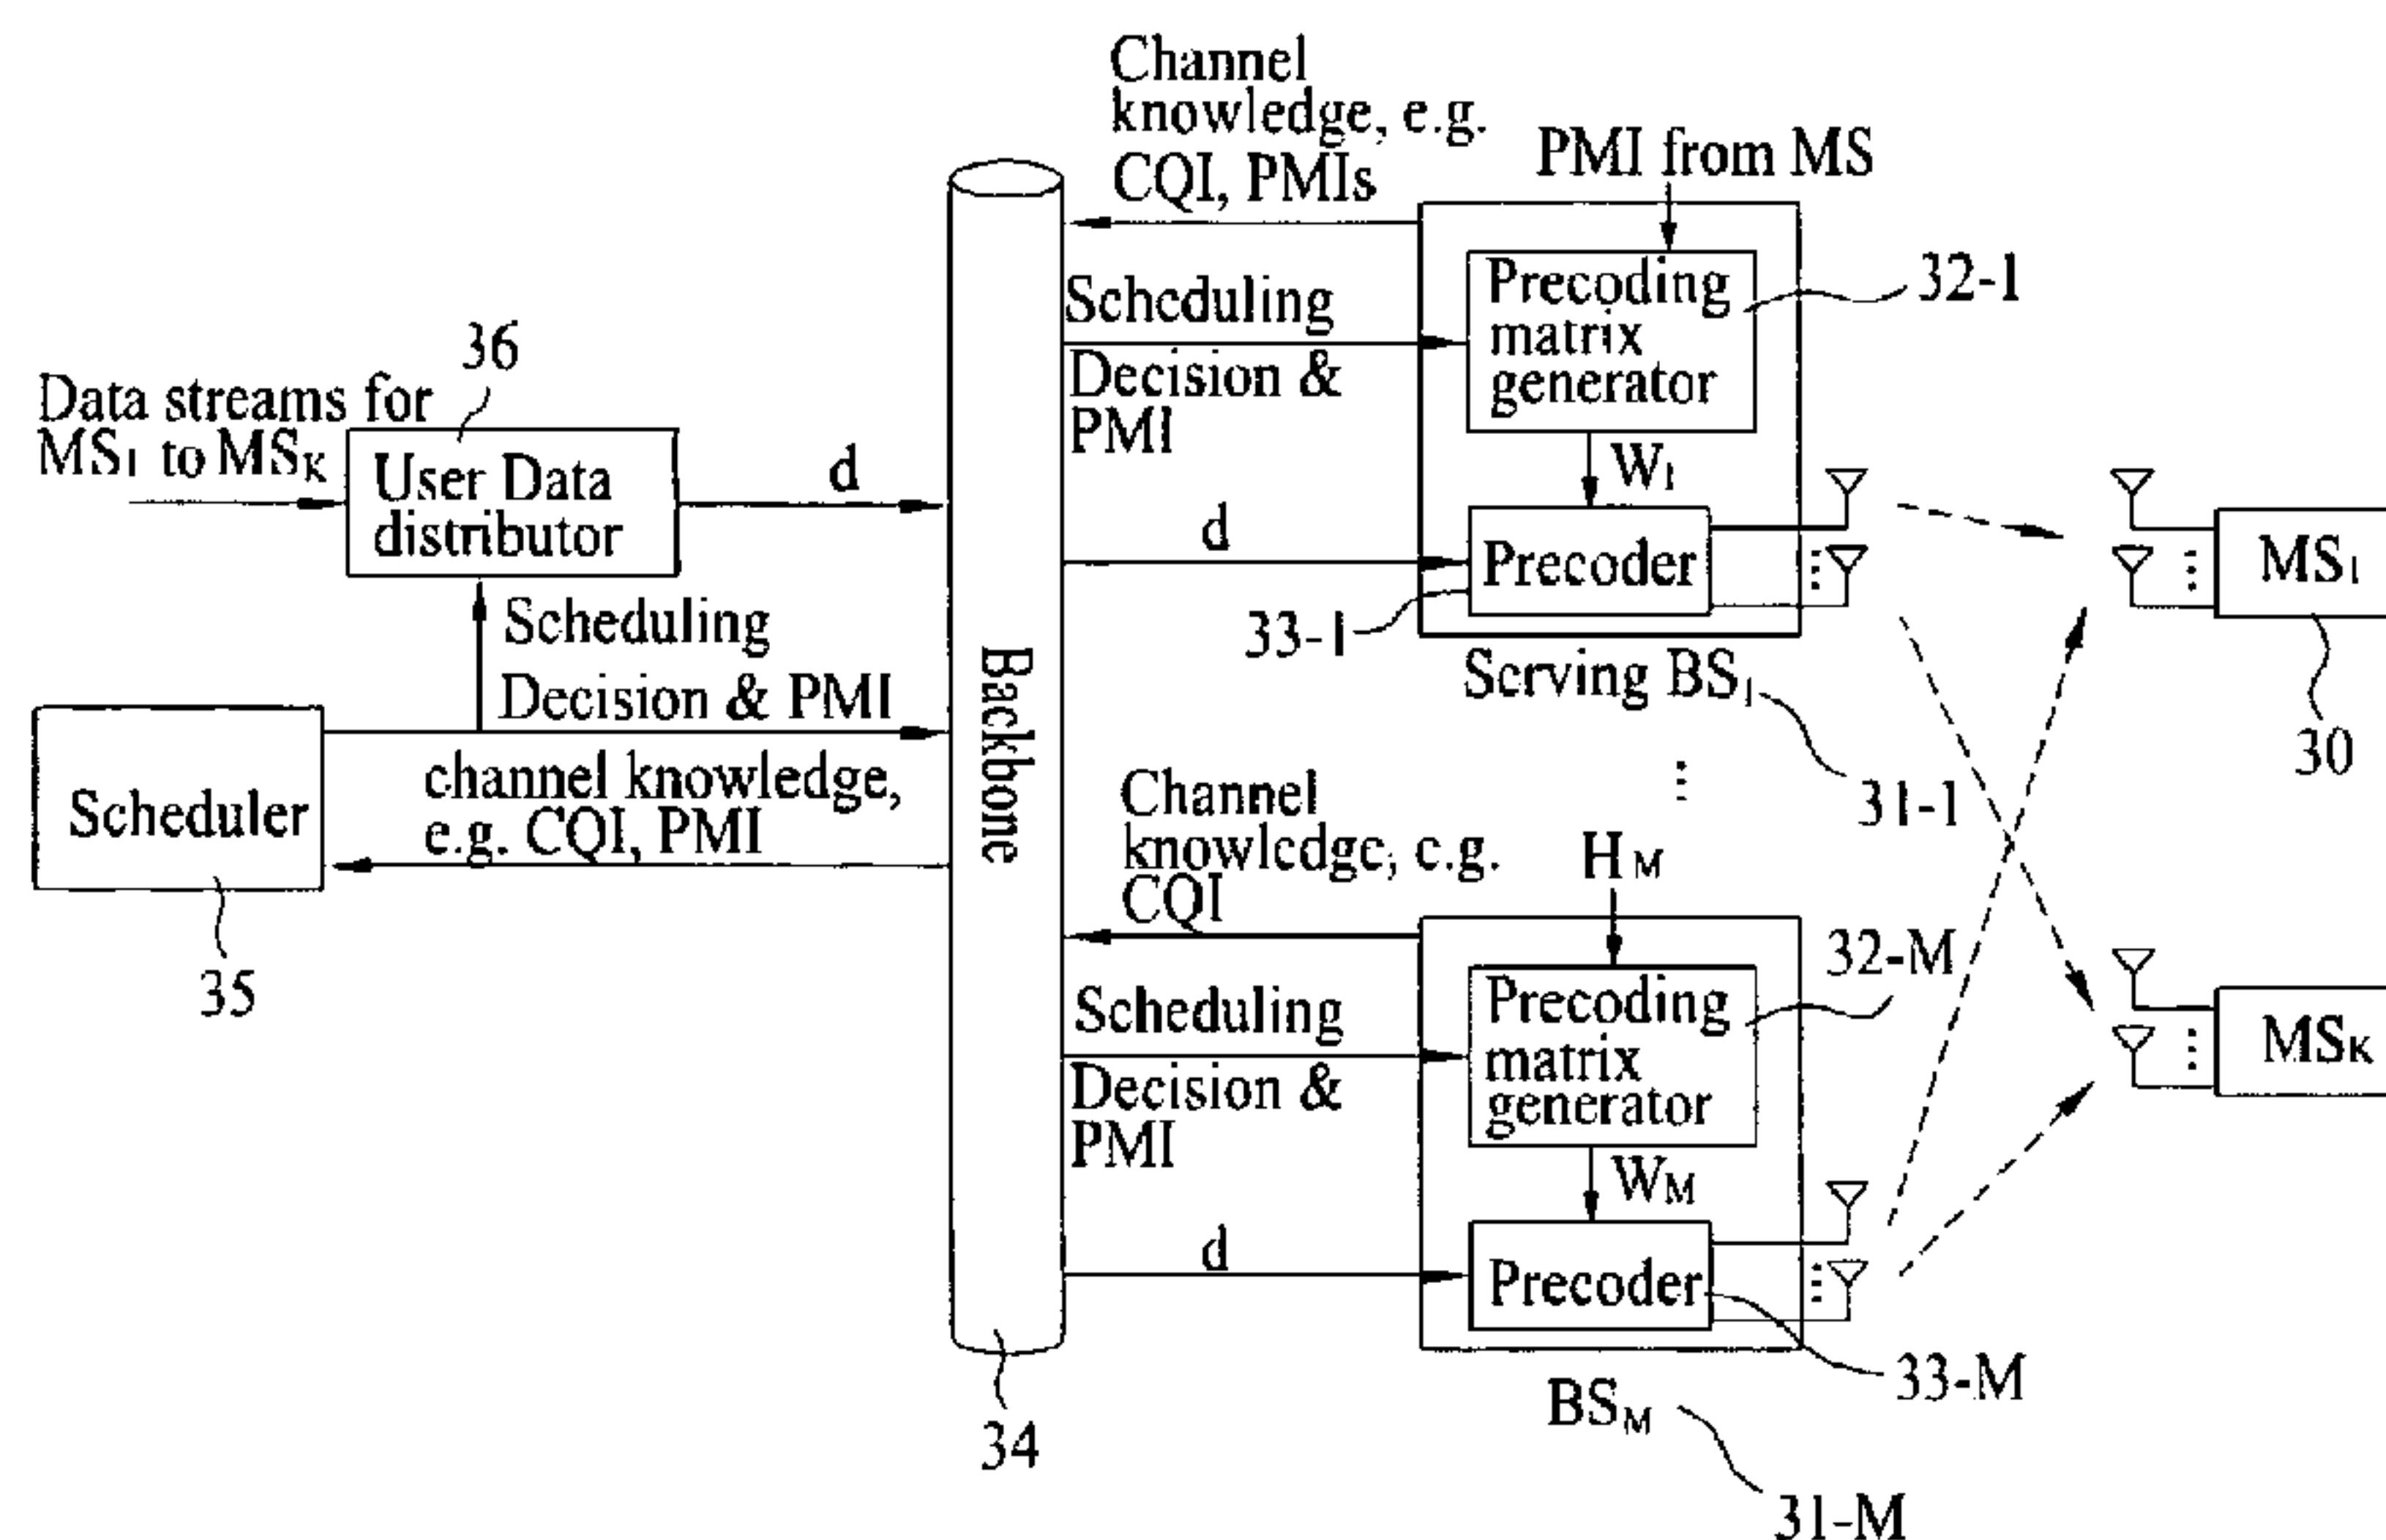 Channel
knowledge, e.g.
CQI, PMIs
PMI from MS
Precoding
matrix
generator
32-1
Scheduling
Decision &
PMI
36
Data streams for
MS1 to MSK
User Data
distributor
d
W1
d
Precoder
33-1
Serving BS1
31-1
MS1
30
Scheduling
Decision & PMI
Scheduler
35
channel knowledge,
e.g. CQI, PMI
Backbone
34
Channel
knowledge, e.g.
CQI
HM
Precoding
matrix
generator
32-M
Scheduling
Decision &
PMI
WM
d
Precoder
33-M
BSM
31-M
MSK